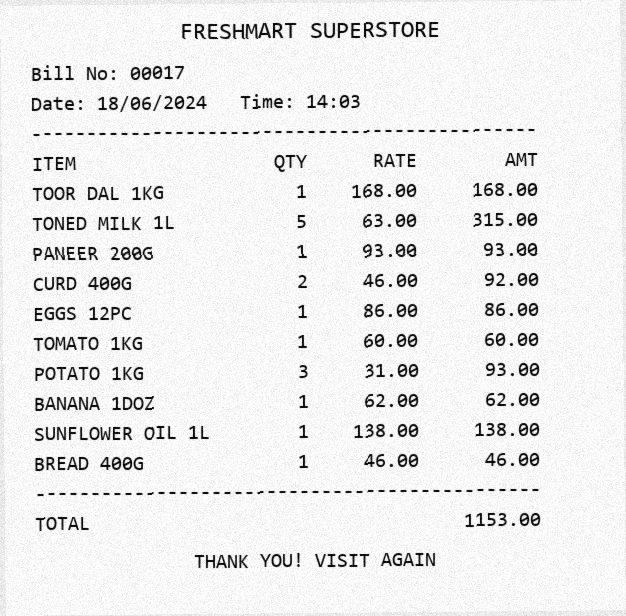 FRESHMART SUPERSTORE
Bill No: 00017
Date: 18/06/2024 Time: 14:03
----------------------------------------------
ITEM QTY RATE AMT
TOOR DAL 1KG 1 168.00 168.00
TONED MILK 1L 5 63.00 315.00
PANEER 200G 1 93.00 93.00
CURD 400G 2 46.00 92.00
EGGS 12PC 1 86.00 86.00
TOMATO 1KG 1 60.00 60.00
POTATO 1KG 3 31.00 93.00
BANANA 1DOZ 1 62.00 62.00
SUNFLOWER OIL 1L 1 138.00 138.00
BREAD 400G 1 46.00 46.00
----------------------------------------------
TOTAL 1153.00
THANK YOU! VISIT AGAIN